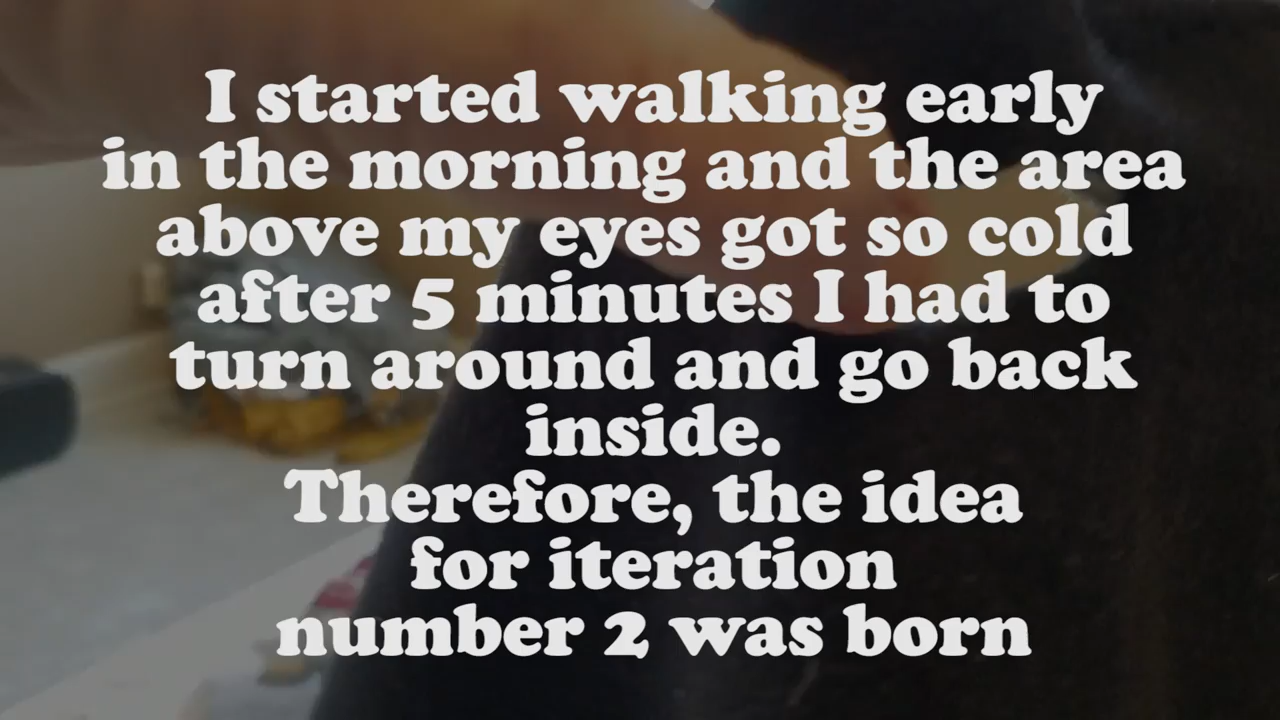 I started walking early
in the morning and the area
above my eyes got so cold
after 5 minutes I had to
turn around and go back
inside.
Therefore, the idea
for iteration
number 2 was born